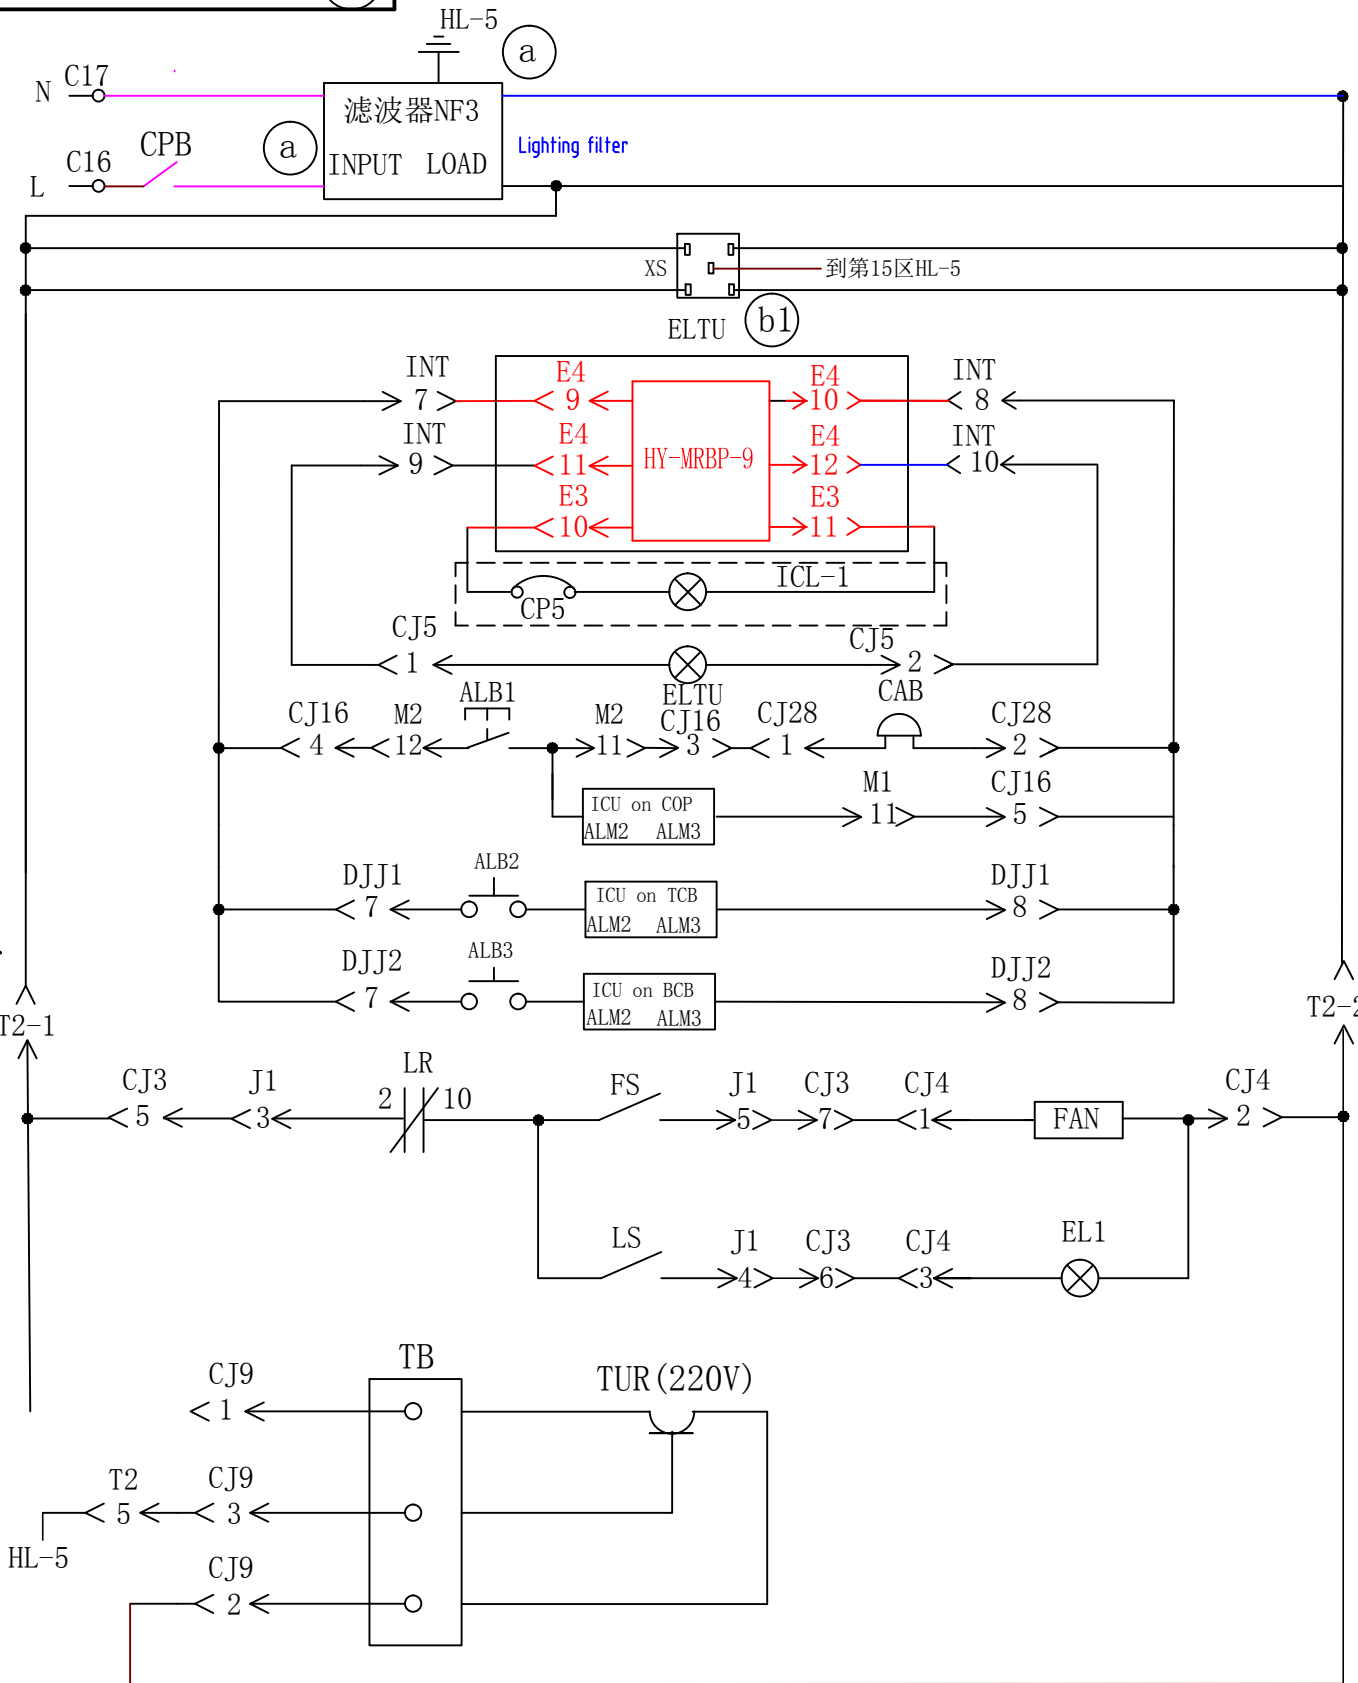 HL-5
a
N C17
滤波器NF3
L C16 CPB
a
INPUT LOAD
Lighting filter
XS
到第15区HL-5
ELTU
b1
INT
7
E4
9
E4
10
INT
8
INT
9
E4
11
HY-MRBP-9
E4
12
INT
10
E3
10
E3
11
CP5
ICL-1
CJ5
1
ELTU
CJ5
2
CJ16
4
M2
12
ALB1
M2
11
CJ16
3
CJ28
1
CAB
CJ28
2
ICU on COP
ALM2 ALM3
M1
11
CJ16
5
DJJ1
7
ALB2
ICU on TCB
ALM2 ALM3
DJJ1
8
DJJ2
7
ALB3
ICU on BCB
ALM2 ALM3
DJJ2
8
T2-1
T2-2
CJ3
5
J1
3
LR
2 10
FS
J1
5
CJ3
7
CJ4
1
FAN
CJ4
2
LS
J1
4
CJ3
6
CJ4
3
EL1
TB
TUR(220V)
CJ9
1
T2
5
CJ9
3
HL-5
CJ9
2